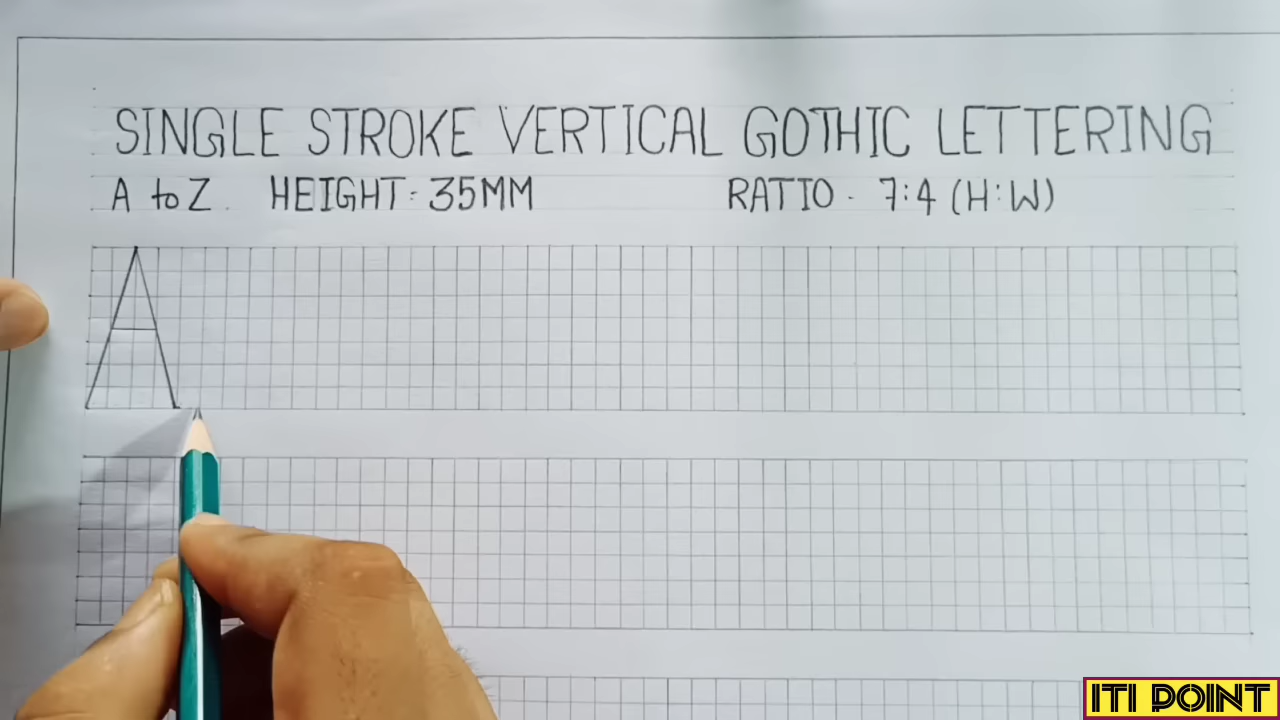 SINGLE STROKE VERTICAL GOTHIC LETTERING
A to Z. HEIGHT:- 35MM RATIO - 7:4 (H:W)
A
ITI POINT